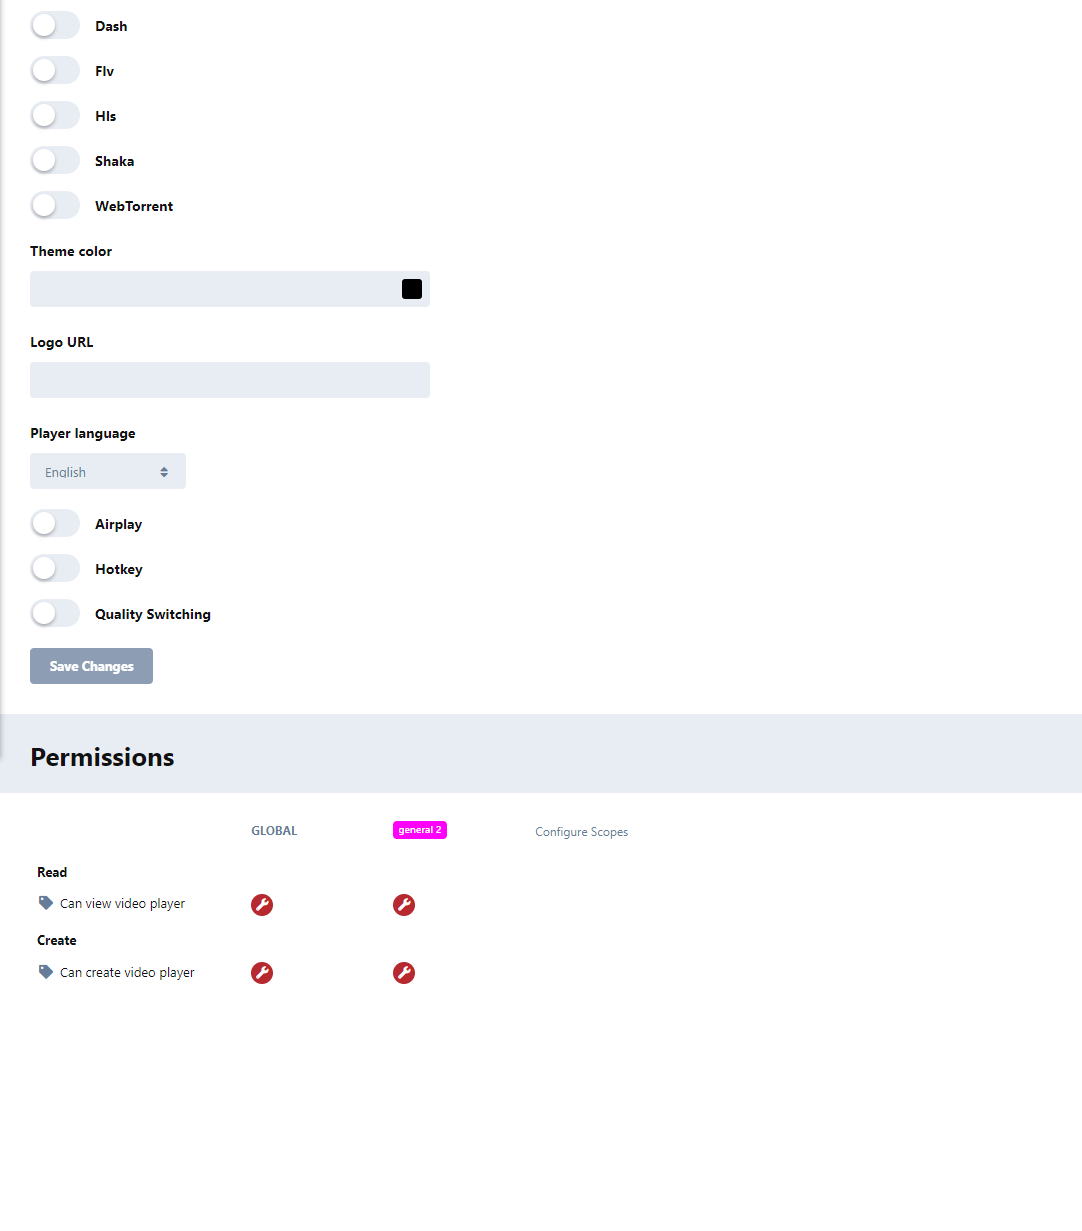 Dash
Flv
Hls
Shaka
WebTorrent
Theme color
Logo URL
Player language
English
Airplay
Hotkey
Quality Switching
Save Changes
Permissions
GLOBAL general 2 Configure Scopes
Read
Can view video player
Create
Can create video player